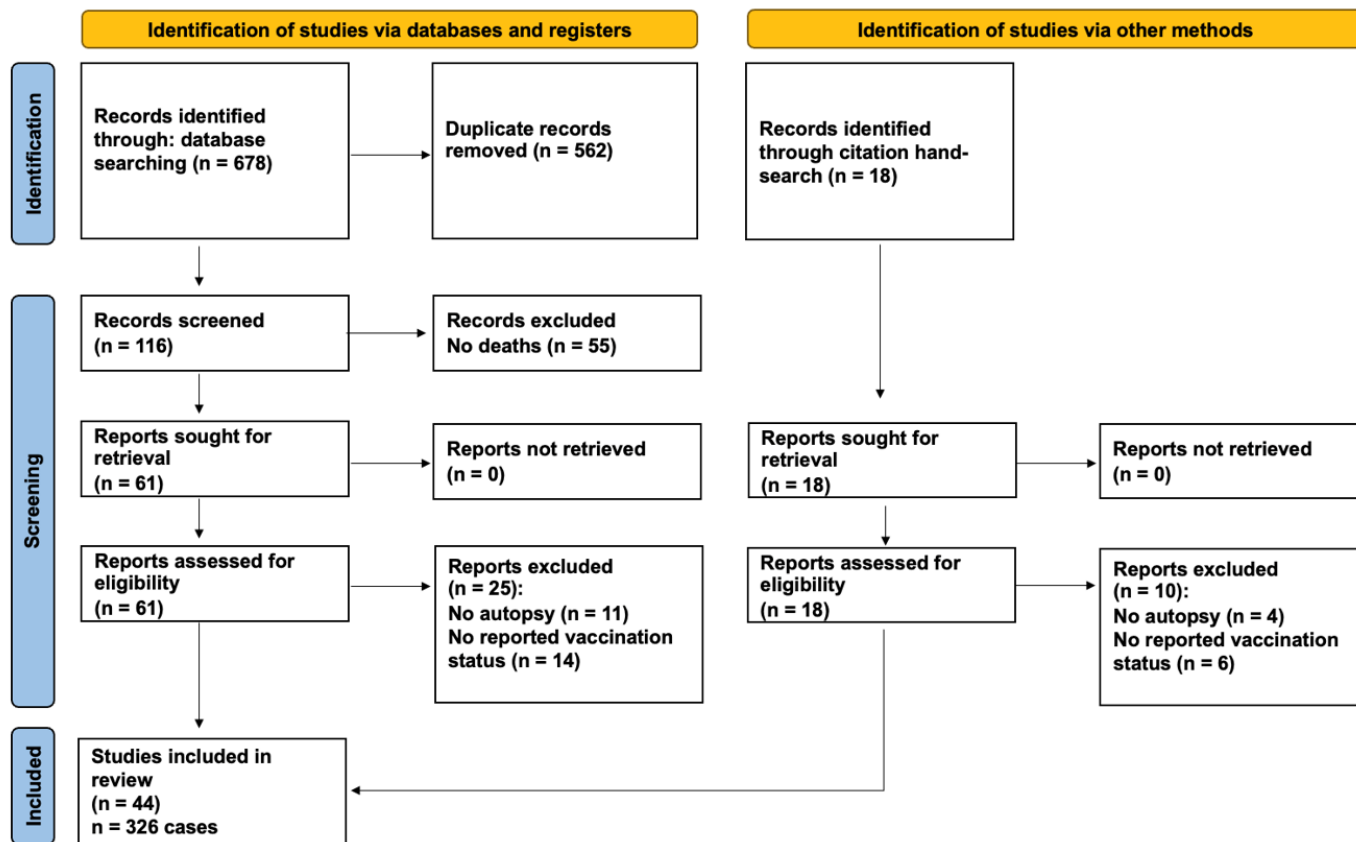 Identification of studies via databases and registers
Identification of studies via other methods
Identification
Records identified
through: database
searching (n = 678)
Duplicate records
removed (n = 562)
Records identified
through citation hand-
search (n = 18)
Screening
Records screened
(n = 116)
Records excluded
No deaths (n = 55)
Reports sought for
retrieval
(n = 61)
Reports not retrieved
(n = 0)
Reports sought for
retrieval
(n = 18)
Reports not retrieved
(n = 0)
Reports assessed for
eligibility
(n = 61)
Reports excluded
(n = 25):
No autopsy (n = 11)
No reported vaccination
status (n = 14)
Reports assessed for
eligibility
(n = 18)
Reports excluded
(n = 10):
No autopsy (n = 4)
No reported vaccination
status (n = 6)
Included
Studies included in
review
(n = 44)
n = 326 cases